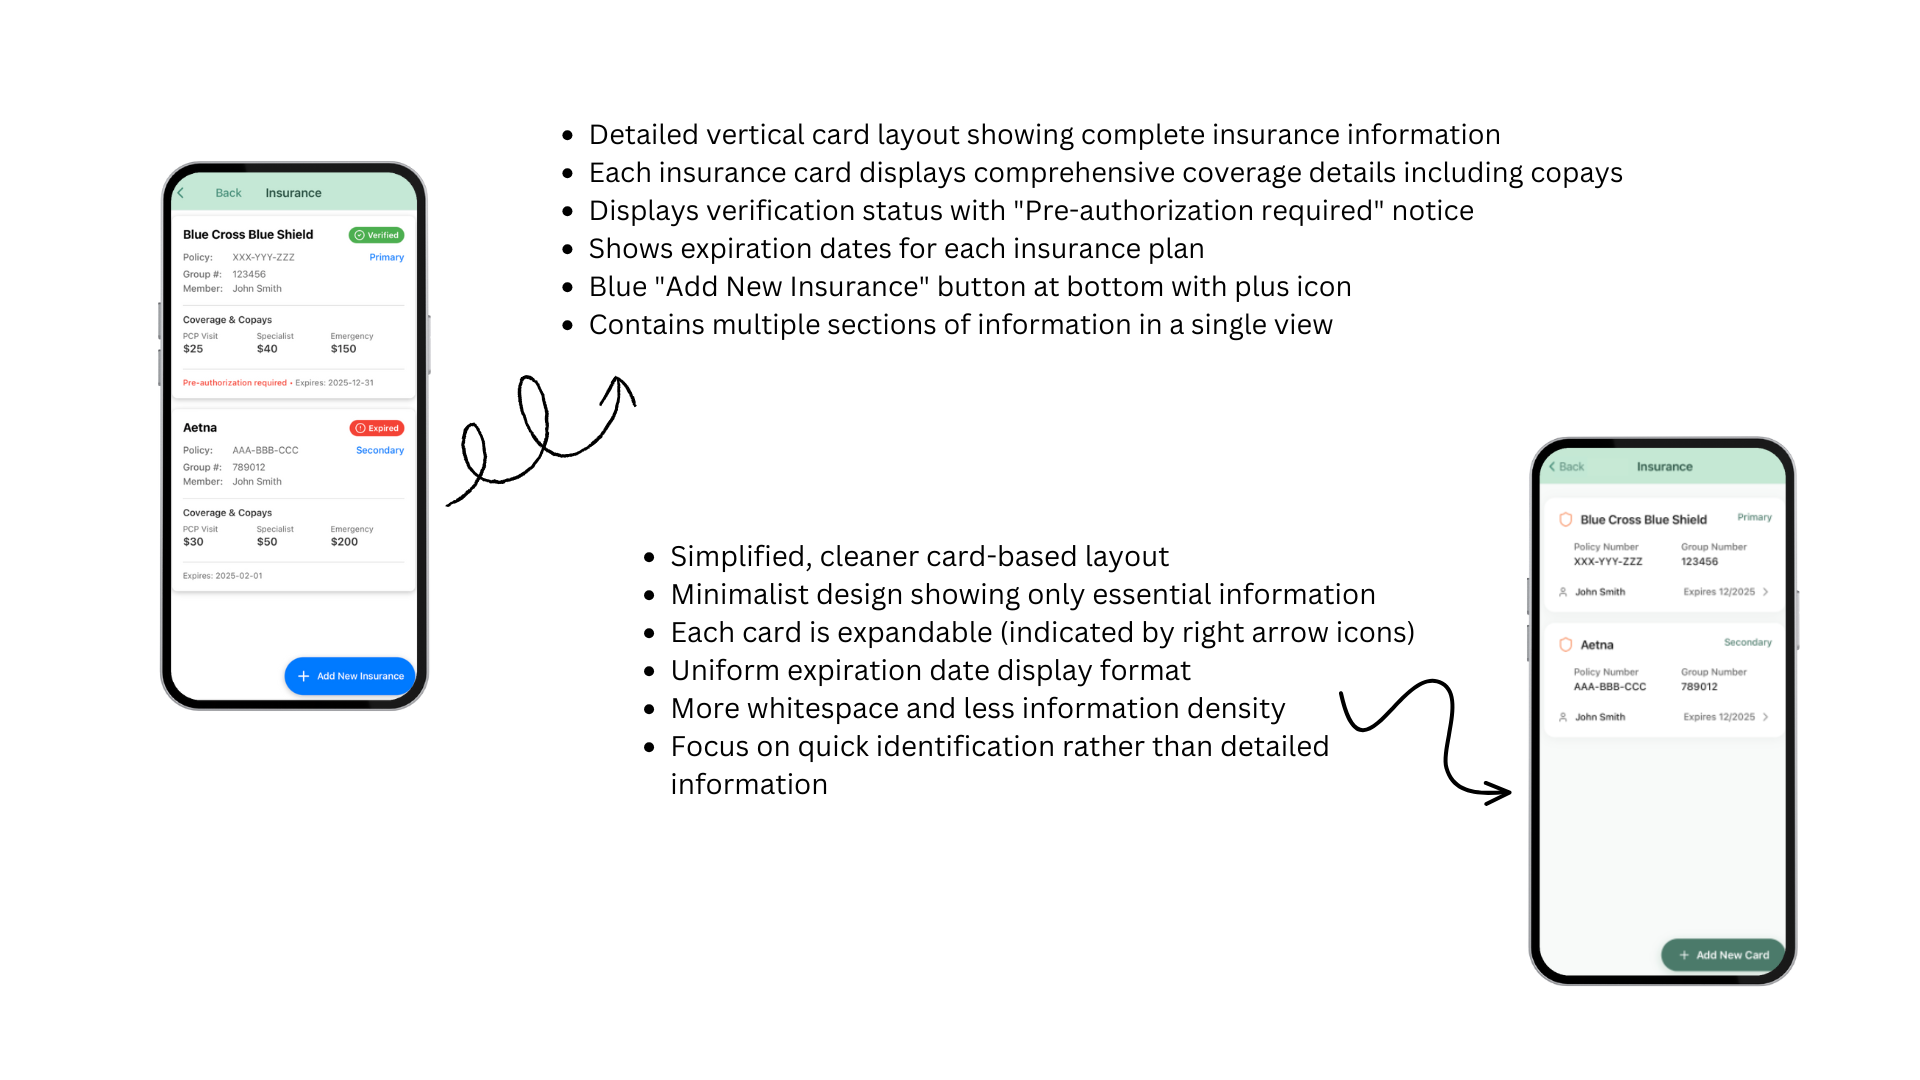 Back Insurance
Blue Cross Blue Shield Verified
Policy: XXX-YYY-ZZZ Primary
Group #: 123456
Member: John Smith
Coverage & Copays
PCP Visit Specialist Emergency
$25 $40 $150
Pre-authorization required • Expires: 2025-12-31
Aetna Expired
Policy: AAA-BBB-CCC Secondary
Group #: 789012
Member: John Smith
Coverage & Copays
PCP Visit Specialist Emergency
$30 $50 $200
Expires: 2025-02-01
+ Add New Insurance
• Detailed vertical card layout showing complete insurance information
• Each insurance card displays comprehensive coverage details including copays
• Displays verification status with "Pre-authorization required" notice
• Shows expiration dates for each insurance plan
• Blue "Add New Insurance" button at bottom with plus icon
• Contains multiple sections of information in a single view
• Simplified, cleaner card-based layout
• Minimalist design showing only essential information
• Each card is expandable (indicated by right arrow icons)
• Uniform expiration date display format
• More whitespace and less information density
• Focus on quick identification rather than detailed
information
Back Insurance
Blue Cross Blue Shield Primary
Policy Number Group Number
XXX-YYY-ZZZ 123456
John Smith Expires 12/2025
Aetna Secondary
Policy Number Group Number
AAA-BBB-CCC 789012
John Smith Expires 12/2025
+ Add New Card